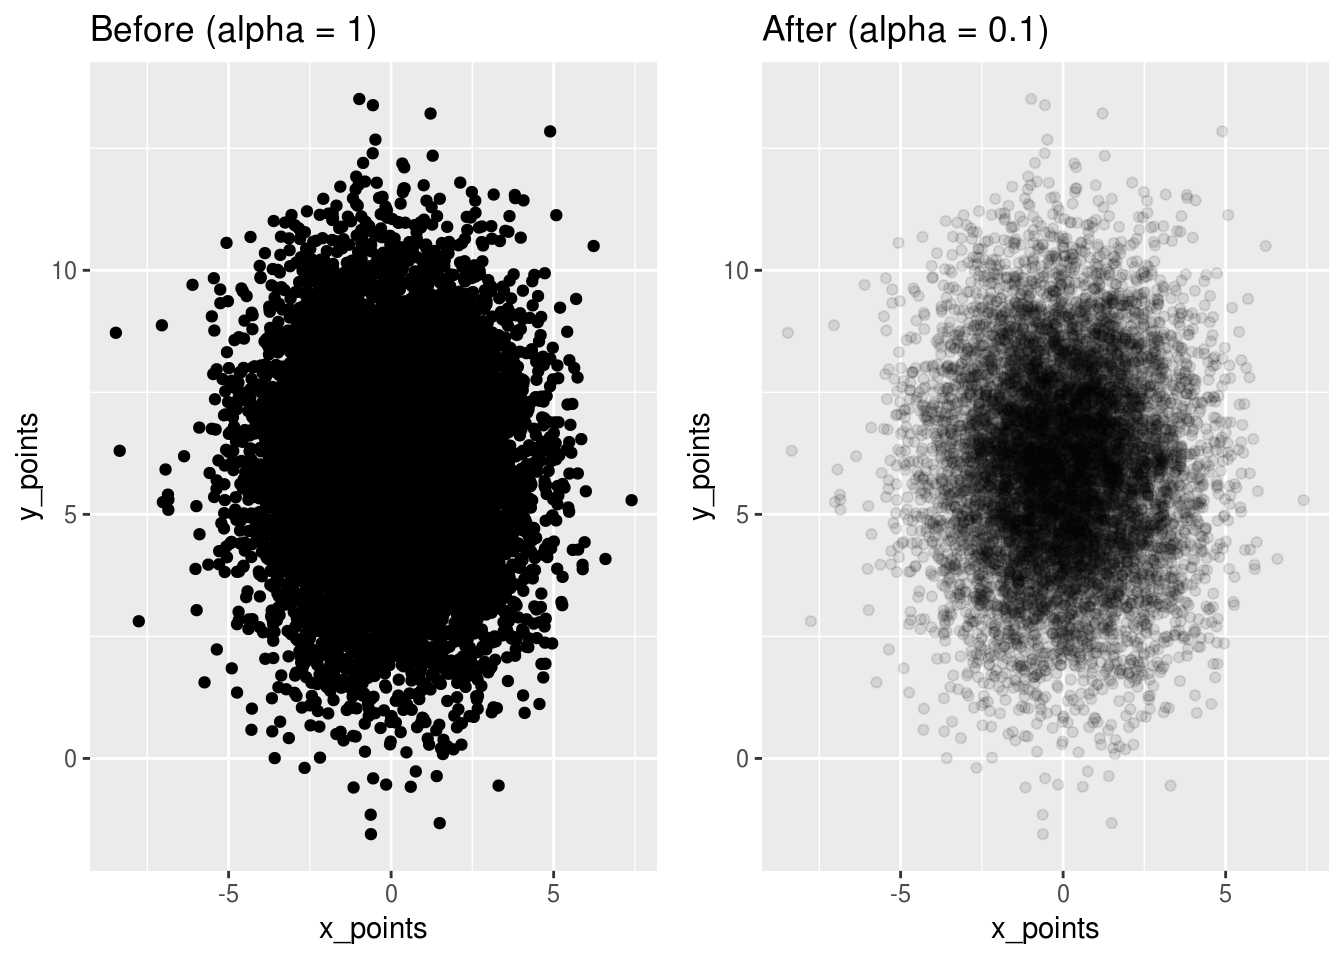 Before (alpha = 1)
y_points
10
5
0
-5
0
5
x_points
After (alpha = 0.1)
y_points
10
5
0
-5
0
5
x_points